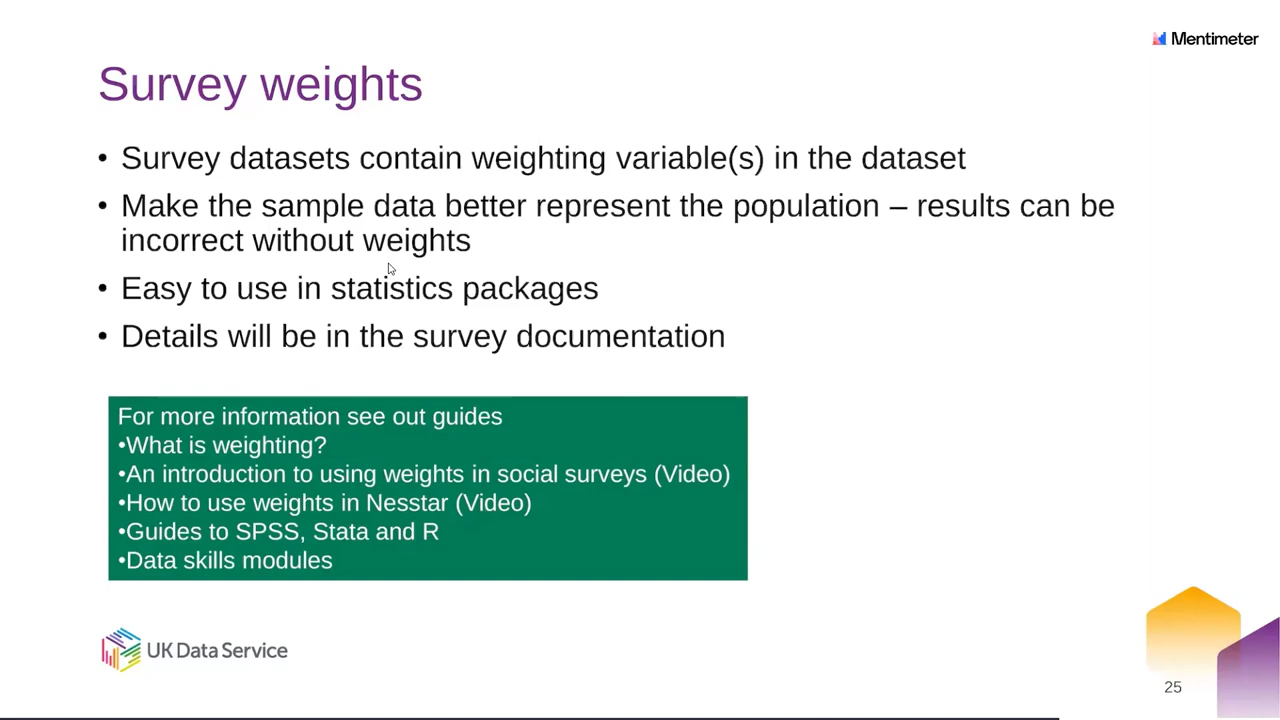 Mentimeter
Survey weights
• Survey datasets contain weighting variable(s) in the dataset
• Make the sample data better represent the population – results can be
incorrect without weights
• Easy to use in statistics packages
• Details will be in the survey documentation
For more information see out guides
•What is weighting?
•An introduction to using weights in social surveys (Video)
•How to use weights in Nesstar (Video)
•Guides to SPSS, Stata and R
•Data skills modules
UK Data Service
25